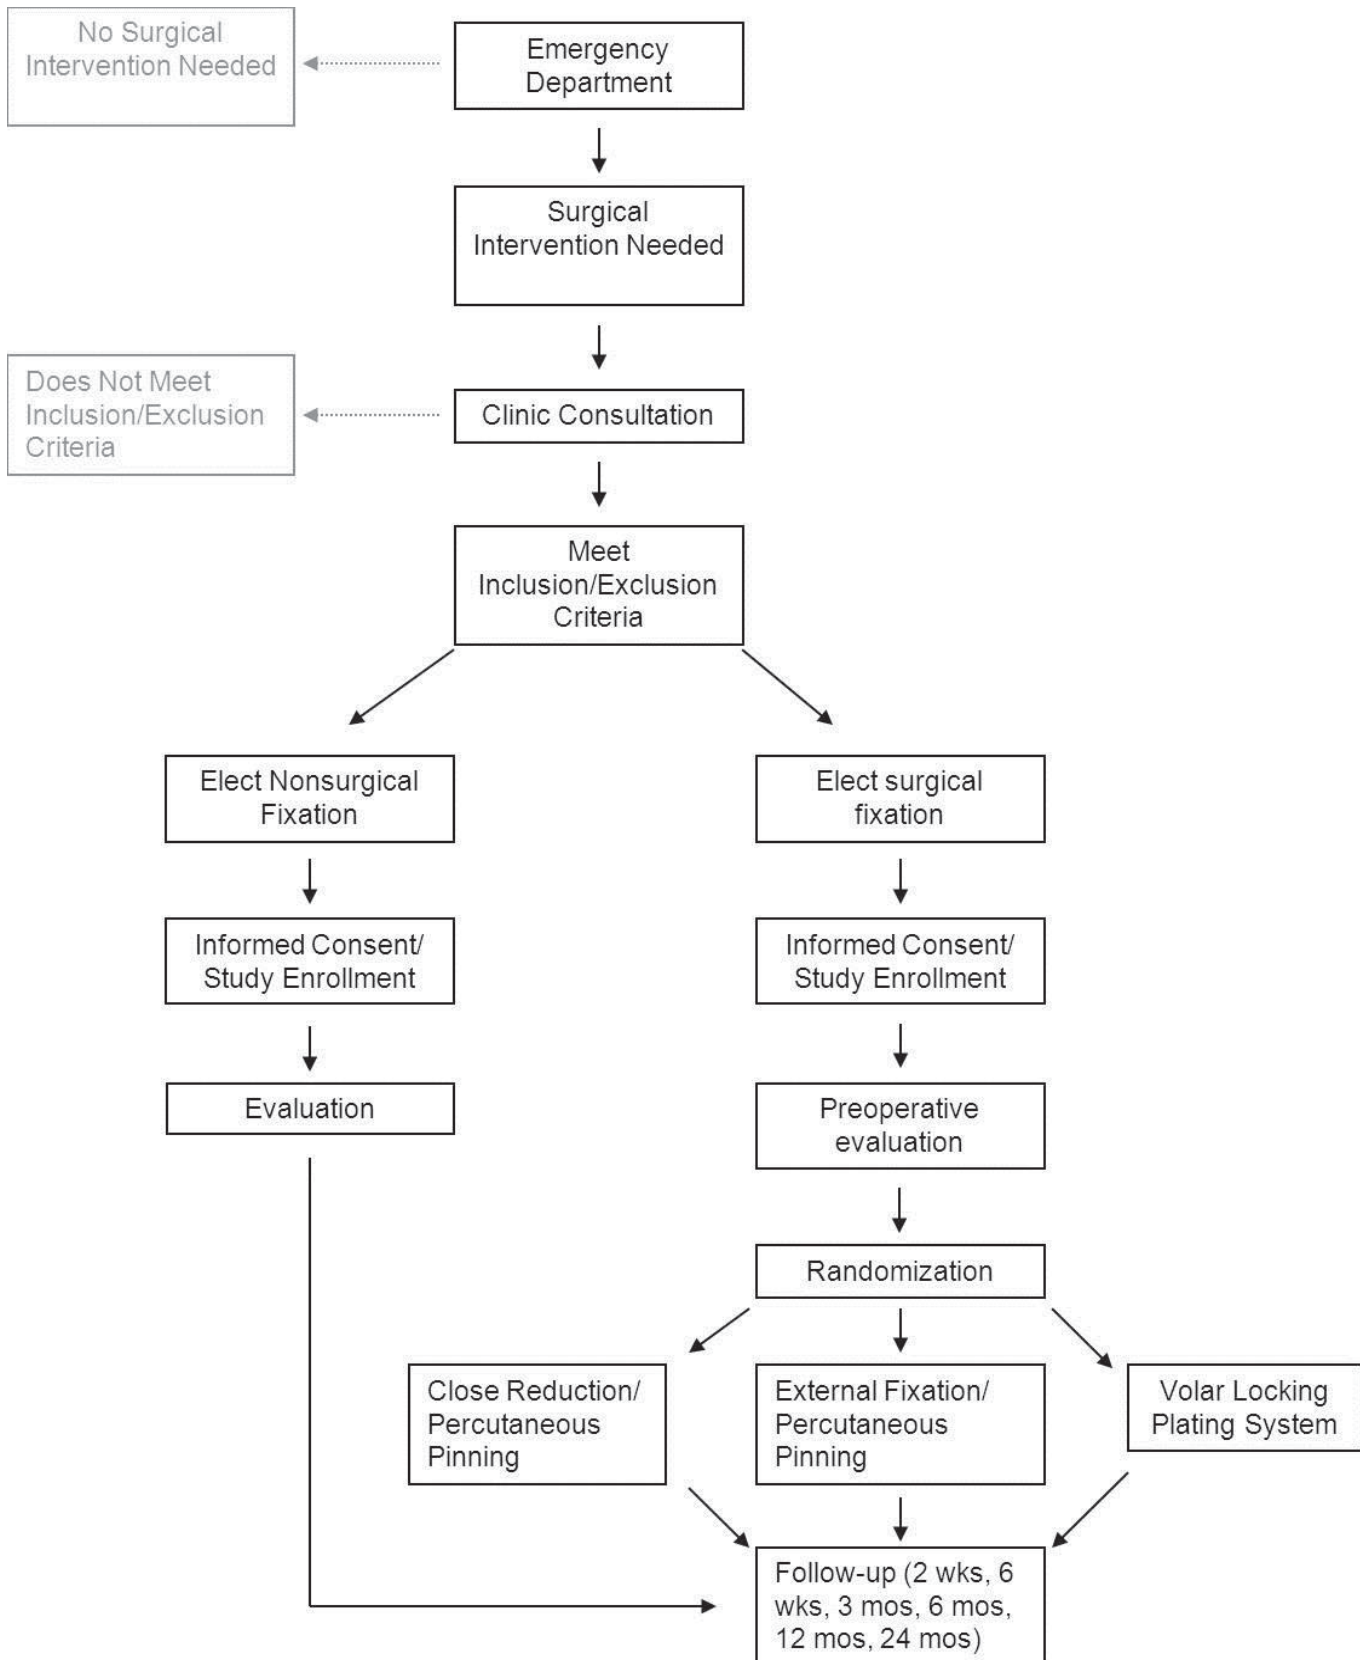 No Surgical
Intervention Needed
Emergency
Department
Surgical
Intervention Needed
Does Not Meet
Inclusion/Exclusion
Criteria
Clinic Consultation
Meet
Inclusion/Exclusion
Criteria
Elect Nonsurgical
Fixation
Elect surgical
fixation
Informed Consent/
Study Enrollment
Informed Consent/
Study Enrollment
Evaluation
Preoperative
evaluation
Randomization
Close Reduction/
Percutaneous
Pinning
External Fixation/
Percutaneous
Pinning
Volar Locking
Plating System
Follow-up (2 wks, 6
wks, 3 mos, 6 mos,
12 mos, 24 mos)